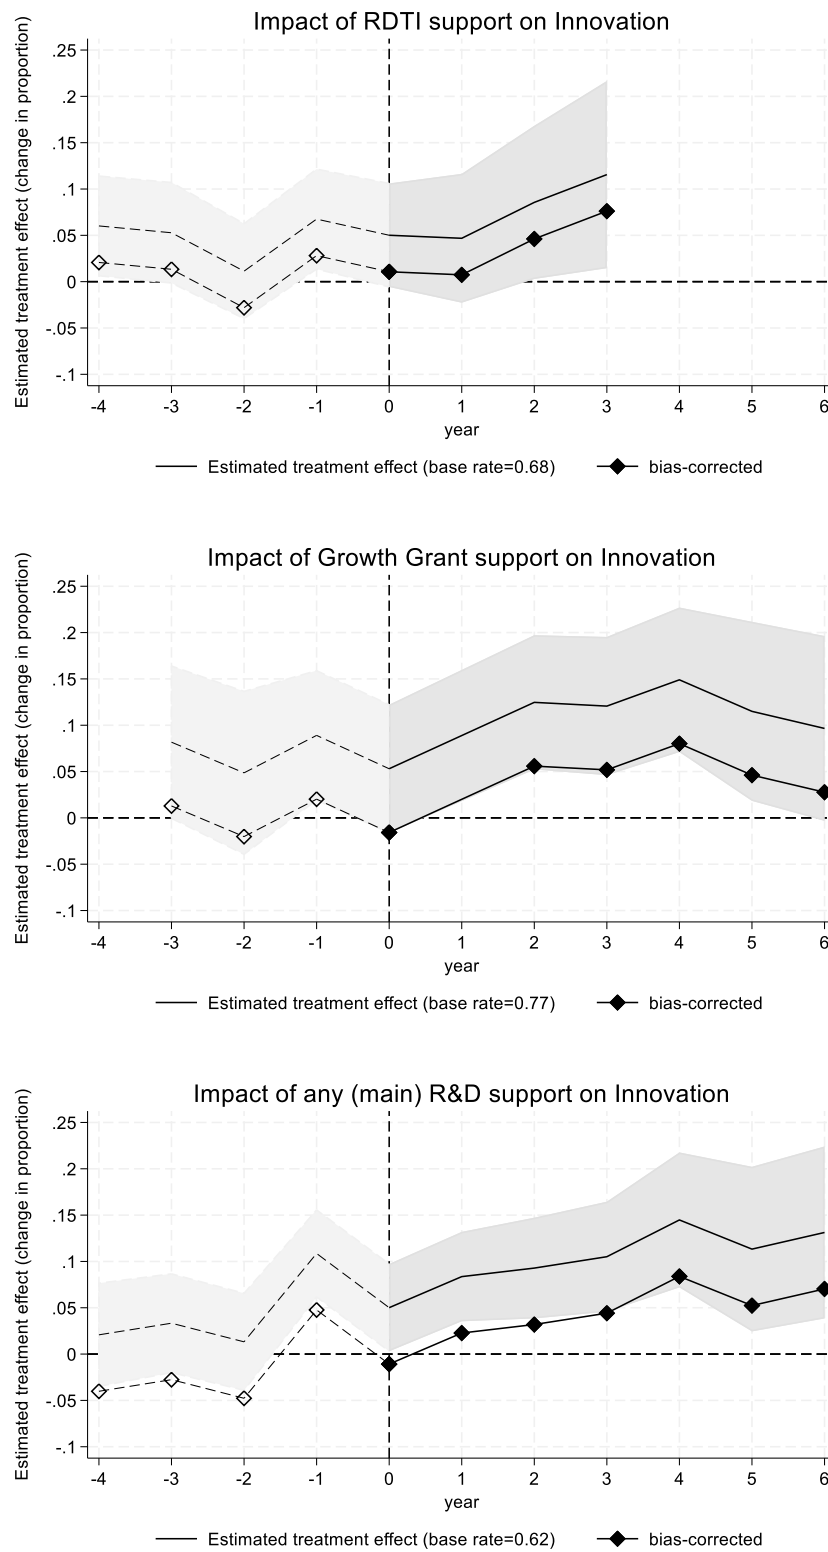 Impact of RDTI support on Innovation
Estimated treatment effect (change in proportion)
.25
.2
.15
.1
.05
0
-.05
-.1
-4 -3 -2 -1 0 1 2 3 4 5 6
year
Estimated treatment effect (base rate=0.68) bias-corrected
Impact of Growth Grant support on Innovation
Estimated treatment effect (change in proportion)
.25
.2
.15
.1
.05
0
-.05
-.1
-4 -3 -2 -1 0 1 2 3 4 5 6
year
Estimated treatment effect (base rate=0.77) bias-corrected
Impact of any (main) R&D support on Innovation
Estimated treatment effect (change in proportion)
.25
.2
.15
.1
.05
0
-.05
-.1
-4 -3 -2 -1 0 1 2 3 4 5 6
year
Estimated treatment effect (base rate=0.62) bias-corrected